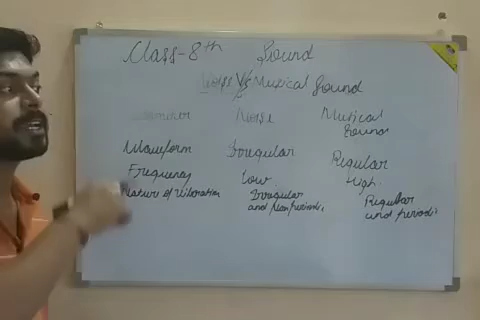 Class-8th Sound
Noise Vs Musical Sound
Noise Musical Sound
Waveform Irregular Regular
Frequency Low High
Nature of Vibration Irregular and Non periodic Regular and periodic